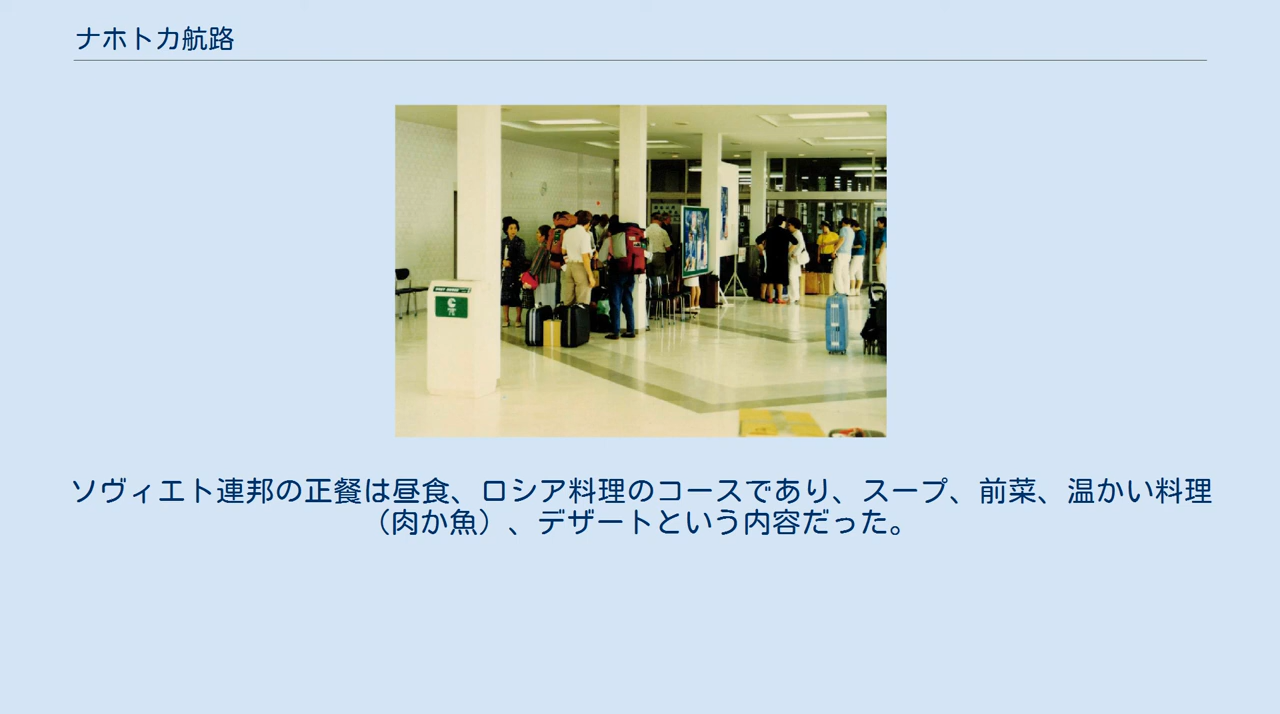 ナホトカ航路
ソヴィエト連邦の正餐は昼食、ロシア料理のコースであり、スープ、前菜、温かい料理
（肉か魚）、デザートという内容だった。